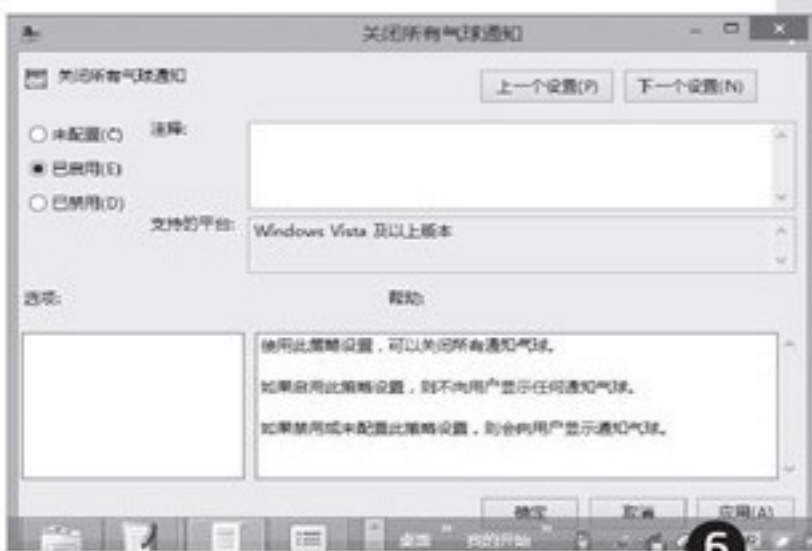 关闭所有气球通知
关闭所有气球通知
上一个设置(P)
下一个设置(N)
未配置(C)
注释:
已启用(E)
已禁用(D)
支持的平台:
Windows Vista 及以上版本
选项:
帮助:
使用此策略设置，可以关闭所有通知气球。
如果启用此策略设置，则不向用户显示任何通知气球。
如果禁用或未配置此策略设置，则会向用户显示通知气球。
确定
取消
应用(A)
桌面
我的开始
6